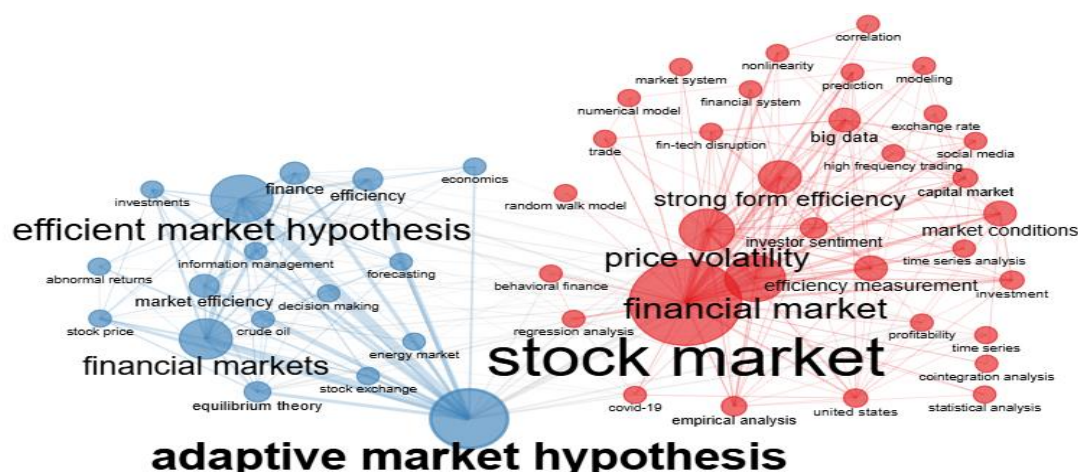 correlation
nonlinearity
market system
prediction
modeling
numerical model
financial system
big data
exchange rate
trade
fin-tech disruption
social media
high frequency trading
finance
efficiency
economics
investments
random walk model
strong form efficiency
capital market
efficient market hypothesis
investor sentiment
market conditions
abnormal returns
information management
forecasting
price volatility
time series analysis
behavioral finance
efficiency measurement
investment
market efficiency
decision making
financial market
stock price
crude oil
regression analysis
profitability
financial markets
energy market
stock market
time series
cointegration analysis
equilibrium theory
stock exchange
covid-19
empirical analysis
united states
statistical analysis
adaptive market hypothesis